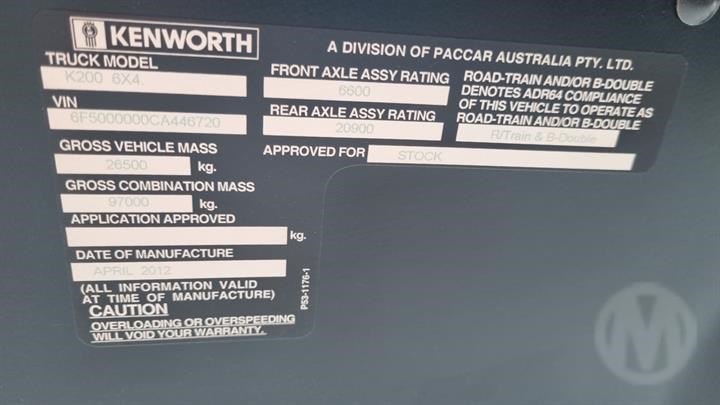 KENWORTH
A DIVISION OF PACCAR AUSTRALIA PTY. LTD.
TRUCK MODEL
K200 6X4.
VIN
6F5000000CA446720
GROSS VEHICLE MASS
26500 kg.
GROSS COMBINATION MASS
97000 kg.
APPLICATION APPROVED
kg.
DATE OF MANUFACTURE
APRIL 2012
(ALL INFORMATION VALID
AT TIME OF MANUFACTURE)
CAUTION
OVERLOADING OR OVERSPEEDING
WILL VOID YOUR WARRANTY.
FRONT AXLE ASSY RATING
6600
REAR AXLE ASSY RATING
20900
APPROVED FOR STOCK
ROAD-TRAIN AND/OR B-DOUBLE
DENOTES ADR64 COMPLIANCE
OF THIS VEHICLE TO OPERATE AS
ROAD-TRAIN AND/OR B-DOUBLE
R/Train & B-Double
P53-1176-1
M